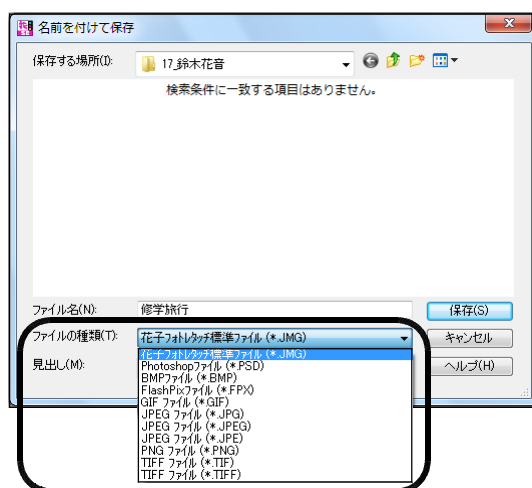 名前を付けて保存
保存する場所(I):
17_鈴木花音
検索条件に一致する項目はありません。
ファイル名(N):
修学旅行
保存(S)
ファイルの種類(T):
花子フォトレタッチ標準ファイル (*.JMG)
キャンセル
見出し(M):
花子フォトレタッチ標準ファイル (*.JMG)
Photoshopファイル (*.PSD)
BMPファイル (*.BMP)
FlashPixファイル (*.FPX)
GIF ファイル (*.GIF)
JPEG ファイル (*.JPG)
JPEG ファイル (*.JPEG)
JPEG ファイル (*.JPE)
PNG ファイル (*.PNG)
TIFF ファイル (*.TIF)
TIFF ファイル (*.TIFF)
ヘルプ(H)